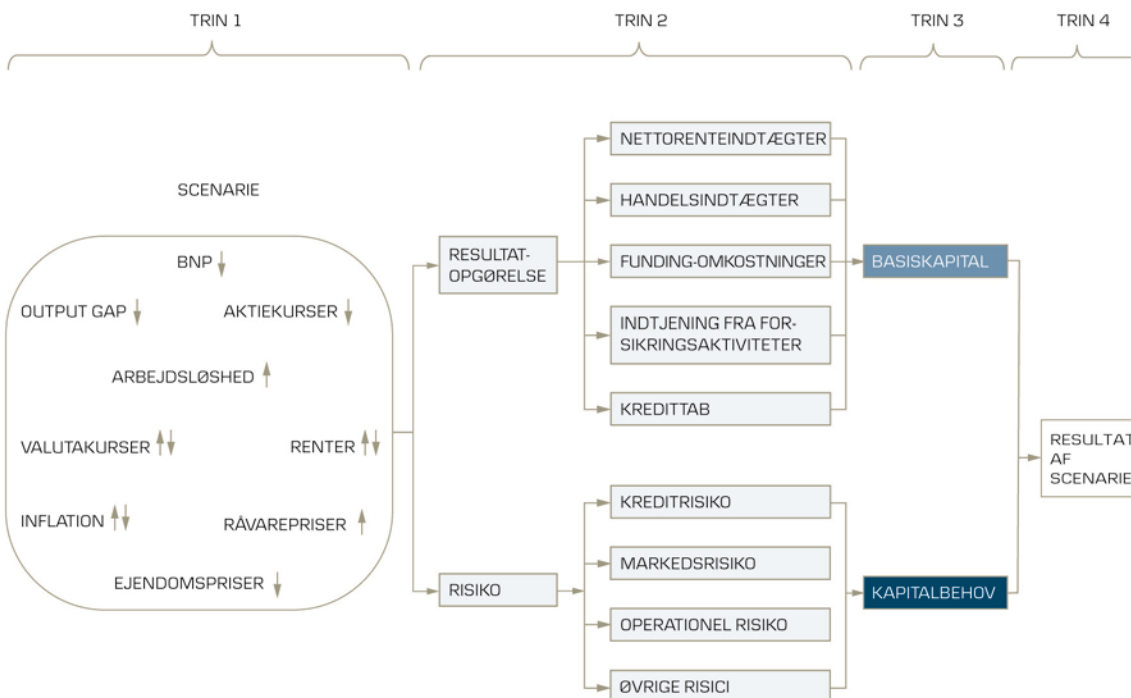 TRIN 1
TRIN 2
TRIN 3
TRIN 4
SCENARIE
BNP
OUTPUT GAP
AKTIEKURSER
ARBEJDSLØSHED
VALUTAKURSER
RENTER
INFLATION
RÅVAREPRISER
EJENDOMSPRISER
RESULTAT-
OPGØRELSE
RISIKO
NETTORENTEINDTÆGTER
HANDELSINDTÆGTER
FUNDING-OMKOSTNINGER
INDTJENING FRA FOR-
SIKRINGSAKTIVITETER
KREDITTAB
KREDITRISIKO
MARKEDSRISIKO
OPERATIONEL RISIKO
ØVRIGE RISICI
BASISKAPITAL
KAPITALBEHOV
RESULTAT
AF
SCENARIE